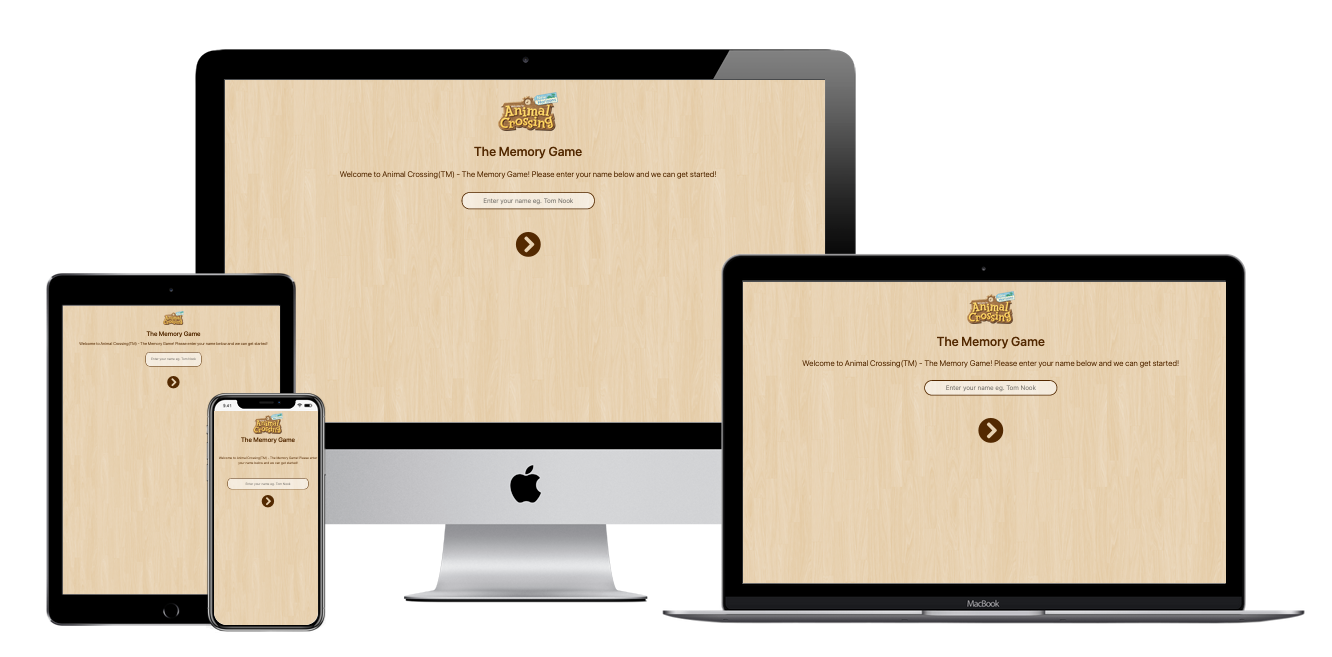 Animal
Crossing
The Memory Game
Welcome to Animal Crossing(TM) - The Memory Game! Please enter your name below and we can get started!
Enter your name eg. Tom Nook
Animal
Crossing
The Memory Game
Welcome to Animal Crossing(TM) - The Memory Game! Please enter your name below and we can get started!
Enter your name eg. Tom Nook
MacBook
Animal
Crossing
The Memory Game
Welcome to Animal Crossing(TM) - The Memory Game! Please enter your name below and we can get started!
Enter your name eg. Tom Nook
9:41
Animal
Crossing
The Memory Game
Welcome to Animal Crossing(TM) - The Memory Game! Please enter
your name below and we can get started!
Enter your name eg. Tom Nook